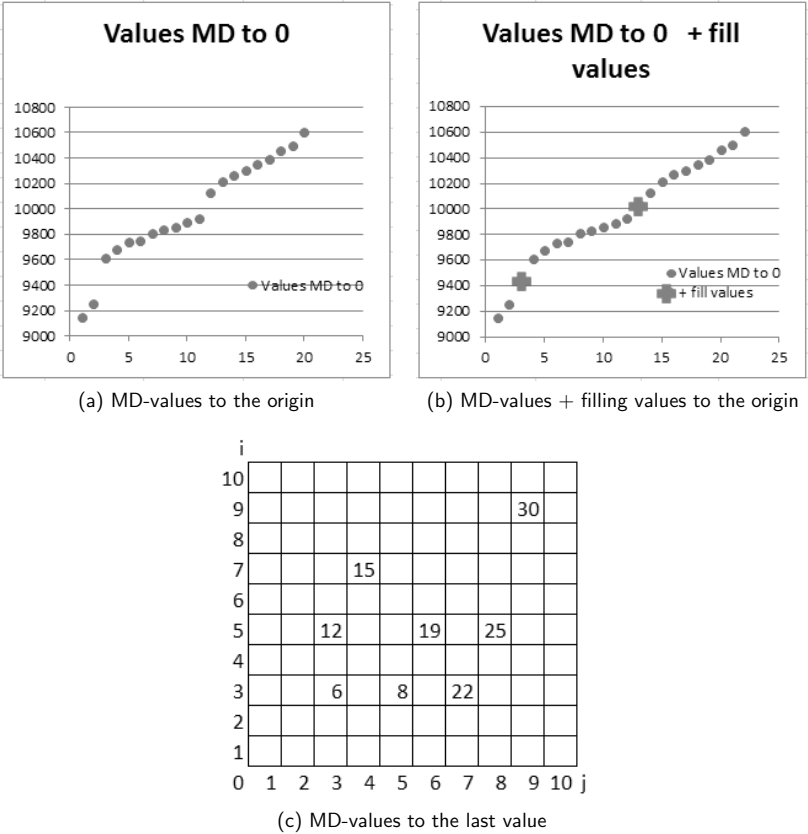 Values MD to 0
10800
10600
10400
10200
10000
9800
9600
9400
9200
9000
0 5 10 15 20 25
Values MD to 0
(a) MD-values to the origin
Values MD to 0 + fill
values
10800
10600
10400
10200
10000
9800
9600
9400
9200
9000
0 5 10 15 20 25
Values MD to 0
+ fill values
(b) MD-values + filling values to the origin
i
10
9 30
8
7 15
6
5 12 19 25
4
3 6 8 22
2
1
0 1 2 3 4 5 6 7 8 9 10 j
(c) MD-values to the last value